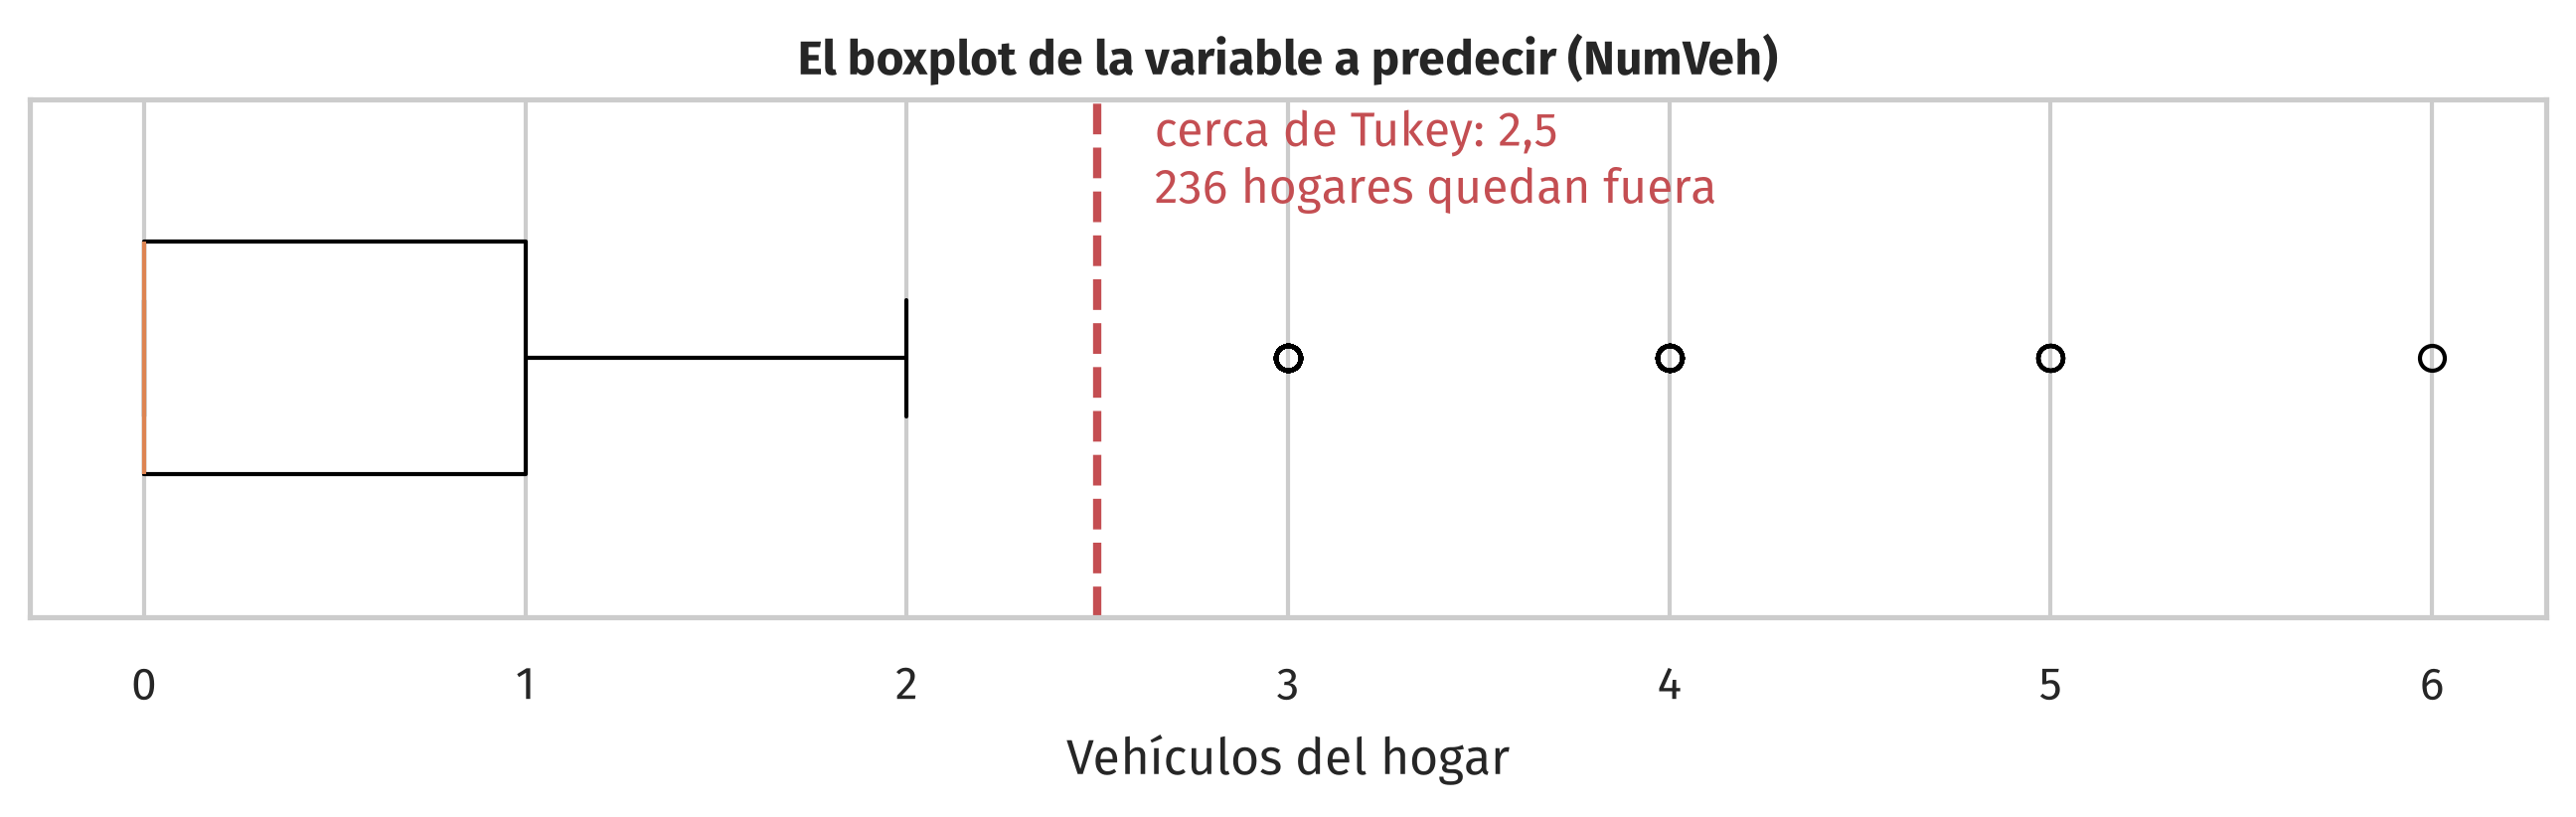 El boxplot de la variable a predecir (NumVeh)
cerca de Tukey: 2,5
236 hogares quedan fuera
0 1 2 3 4 5 6
Vehículos del hogar